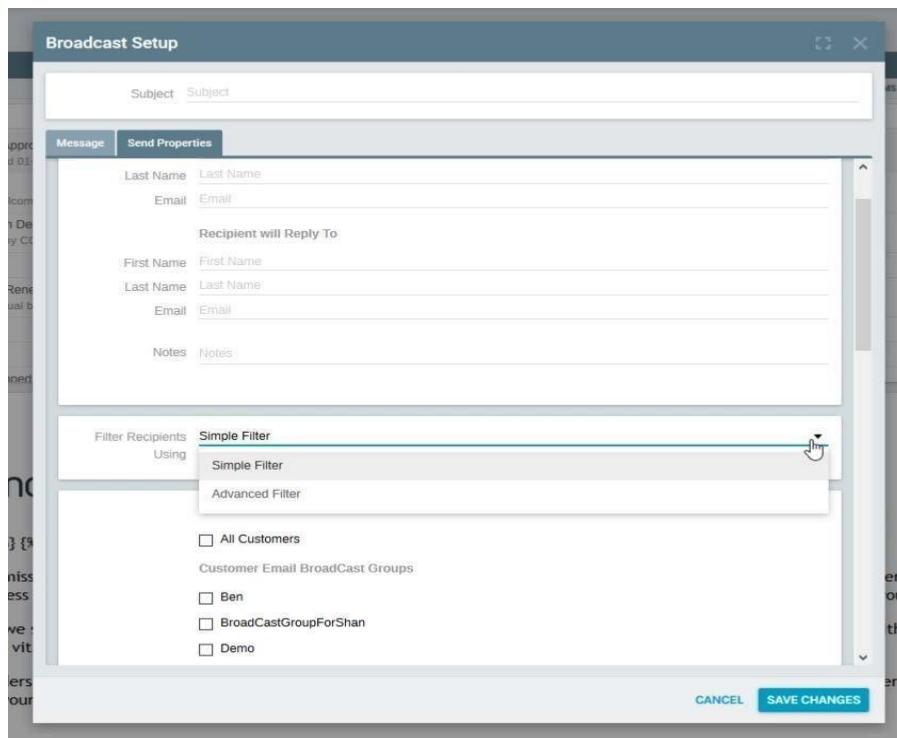 Broadcast Setup
Subject Subject
Message Send Properties
Last Name Last Name
Email Email
Recipient will Reply To
First Name First Name
Last Name Last Name
Email Email
Notes Notes
Filter Recipients Simple Filter
Using
Simple Filter
Advanced Filter
All Customers
Customer Email BroadCast Groups
Ben
BroadCastGroupForShan
Demo
CANCEL SAVE CHANGES